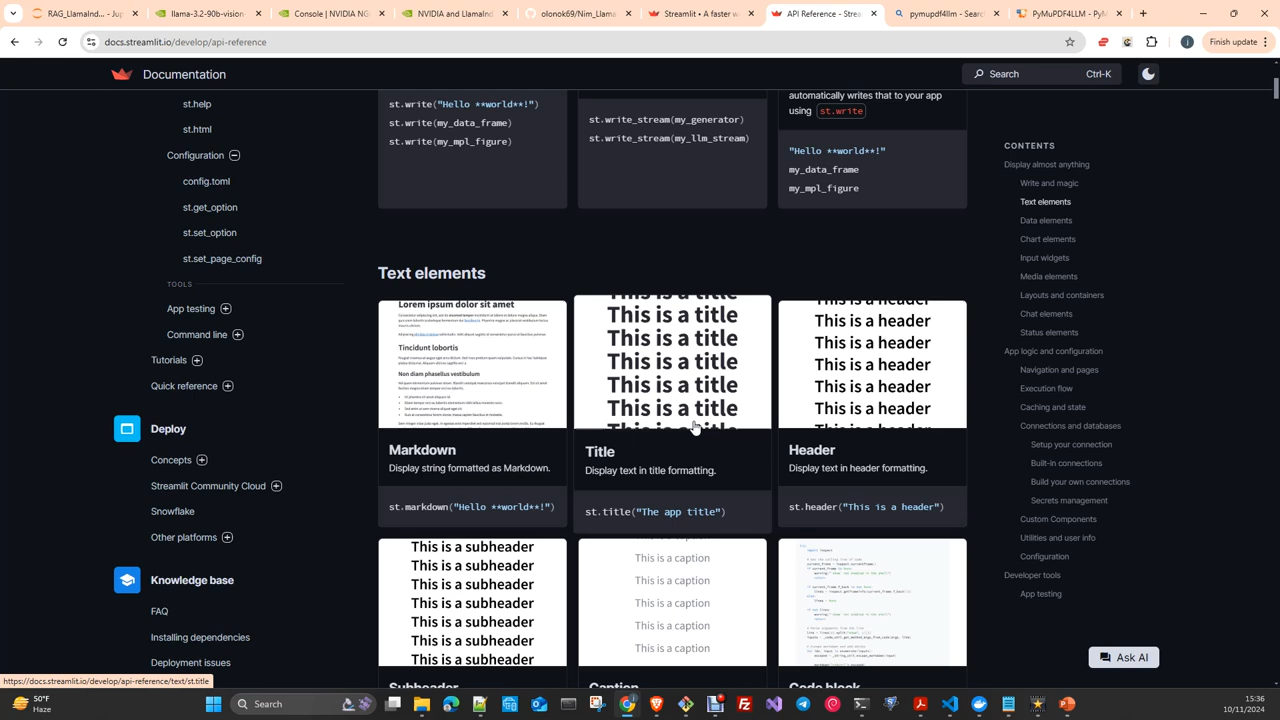 RAG_LlamaInd... - Jup
llama-3.2-90b-vision
Console | NVIDIA NG
NVIDIA and LlamaInd
olonok69/Nim_Llama
Streamlit • A faster w
API Reference - Strea
pymupdf4llm - Searc
PyMuPDF4LLM - PyM
docs.streamlit.io/develop/api-reference
Finish update
Documentation
Search
Ctrl-K
st.help
st.html
Configuration
config.toml
st.get_option
st.set_option
st.set_page_config
TOOLS
App testing
Command line
Tutorials
Quick reference
Deploy
Concepts
Streamlit Community Cloud
Snowflake
Other platforms
Knowledge base
FAQ
Installing dependencies
Deployment issues
https://docs.streamlit.io/develop/api-reference/text/st.title
st.write("Hello **world**!")
st.write(my_data_frame)
st.write(my_mpl_figure)
st.write_stream(my_generator)
st.write_stream(my_llm_stream)
automatically writes that to your app
using st.write
"Hello **world**!"
my_data_frame
my_mpl_figure
Text elements
Lorem ipsum dolor sit amet
Tincidunt lobortis
Non diam phasellus vestibulum
Markdown
Display string formatted as Markdown.
st.markdown("Hello **world**!")
This is a title
This is a title
This is a title
This is a title
This is a title
This is a title
This is a title
Title
Display text in title formatting.
st.title("The app title")
This is a header
This is a header
This is a header
This is a header
This is a header
This is a header
Header
Display text in header formatting.
st.header("This is a header")
This is a subheader
This is a subheader
This is a subheader
This is a subheader
This is a subheader
This is a subheader
This is a subheader
Subheader
This is a caption
This is a caption
This is a caption
This is a caption
This is a caption
Caption
Code block
CONTENTS
Display almost anything
Write and magic
Text elements
Data elements
Chart elements
Input widgets
Media elements
Layouts and containers
Chat elements
Status elements
App logic and configuration
Navigation and pages
Execution flow
Caching and state
Connections and databases
Setup your connection
Built-in connections
Build your own connections
Secrets management
Custom Components
Utilities and user info
Configuration
Developer tools
App testing
Ask AI
50°F
Haze
Search
15:36
10/11/2024